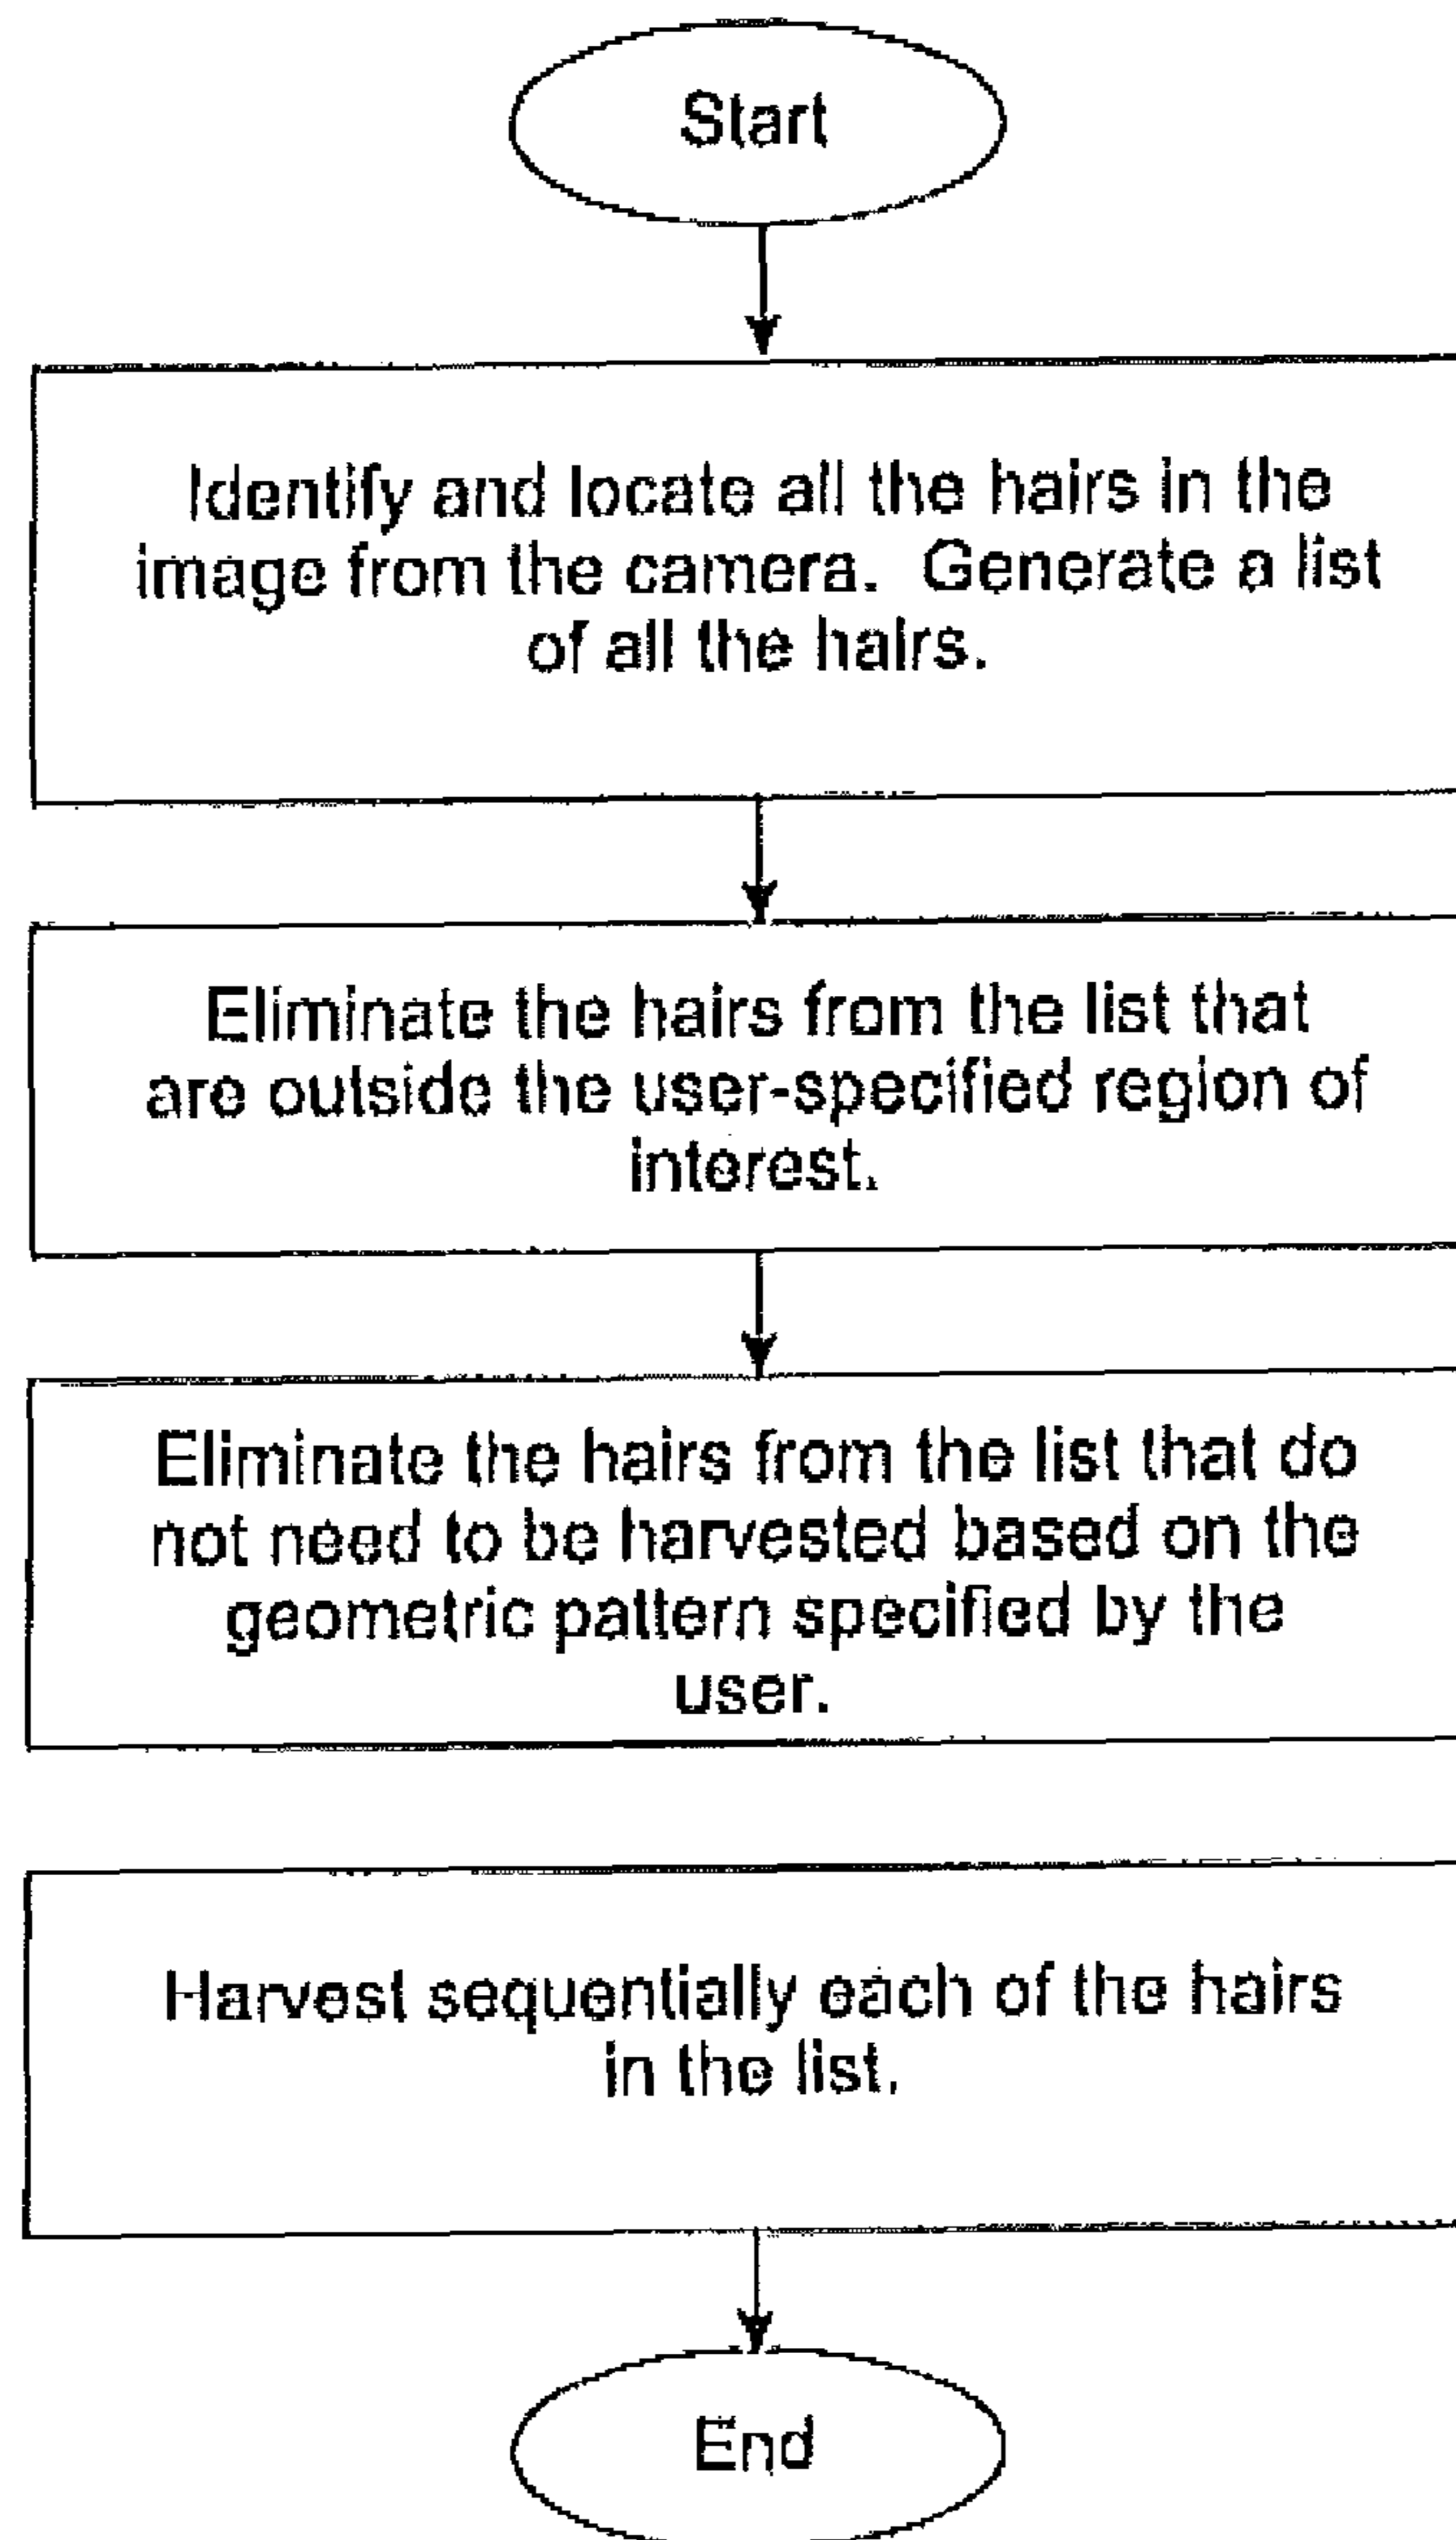 Start
Identify and locate all the hairs in the
image from the camera. Generate a list
of all the hairs.
Eliminate the hairs from the list that
are outside the user-specified region of
interest.
Eliminate the hairs from the list that do
not need to be harvested based on the
geometric pattern specified by the
user.
Harvest sequentially each of the hairs
in the list.
End